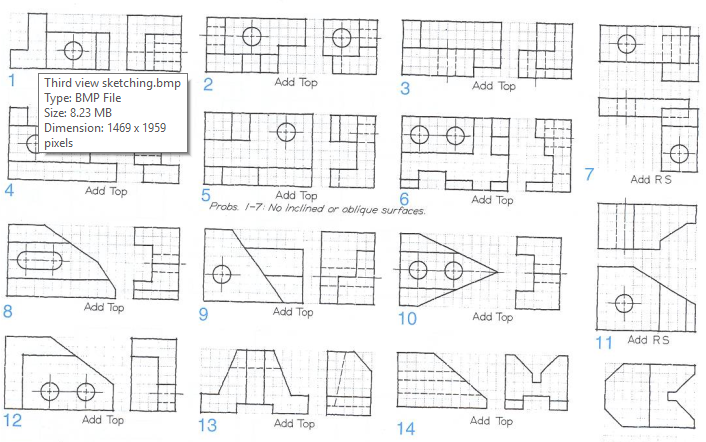 1
2
Add Top
3
Add Top
Third view sketching.bmp
Type: BMP File
Size: 8.23 MB
Dimension: 1469 x 1959
pixels
4
Add Top
5
Add Top
6
Add Top
7
Add RS
Probs. 1-7: No inclined or oblique surfaces.
8
Add Top
9
Add Top
10
Add Top
11
Add RS
12
Add Top
13
Add Top
14
Add Top